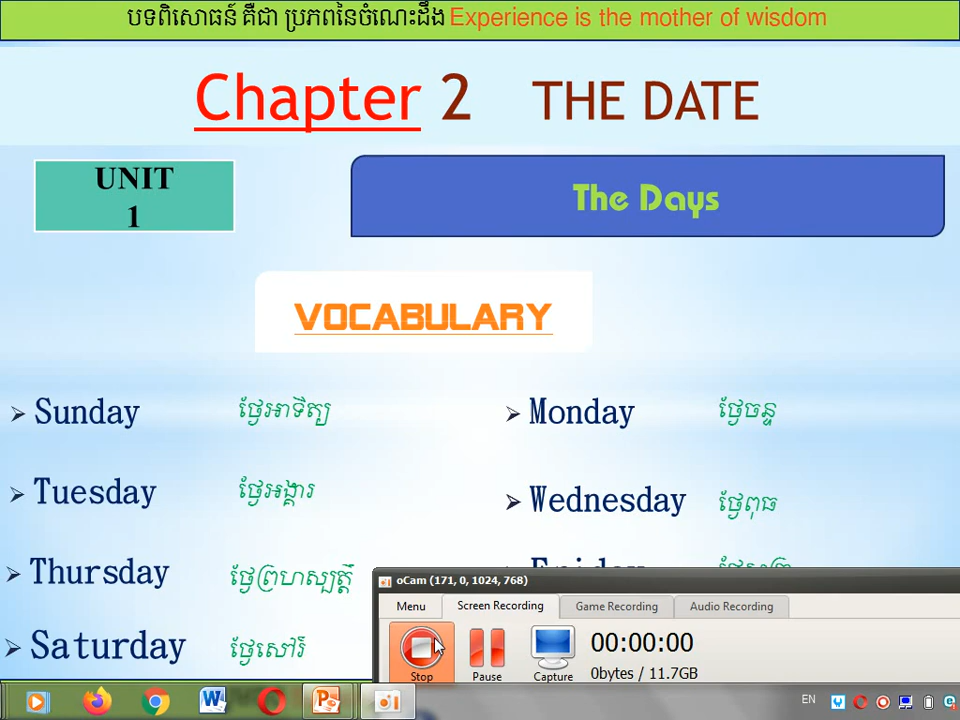 បទពិសោធន៍ គឺជា ប្រភពនៃចំណេះដឹង Experience is the mother of wisdom
Chapter 2 THE DATE
UNIT
1
The Days
VOCABULARY
Sunday ថ្ងៃអាទិត្យ
Monday ថ្ងៃចន្ទ
Tuesday ថ្ងៃអង្គារ
Wednesday ថ្ងៃពុធ
Thursday ថ្ងៃព្រហស្បត្តិ៍
Friday
Saturday ថ្ងៃសៅរ៍
oCam (171, 0, 1024, 768)
Menu Screen Recording Game Recording Audio Recording
00:00:00
0bytes / 11.7GB
Stop Pause Capture
EN